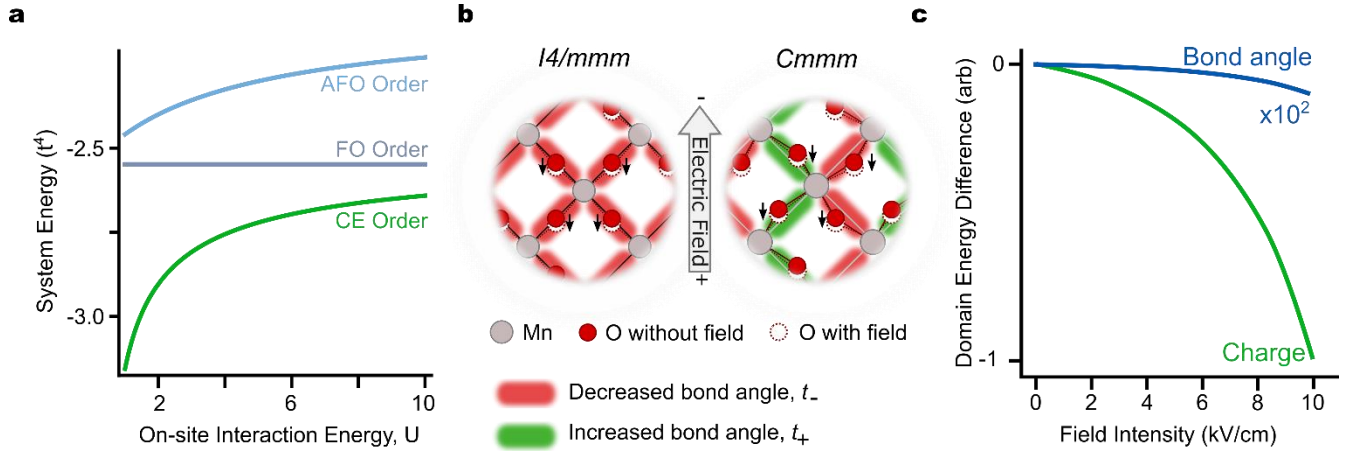 a
System Energy (t⁴)
-2.5
-3.0
AFO Order
FO Order
CE Order
2
6
10
On-site Interaction Energy, U
b
I4/mmm
Cmmm
-
Electric Field
+
Mn
O without field
O with field
Decreased bond angle, t₋
Increased bond angle, t₊
c
Domain Energy Difference (arb)
0
-1
Bond angle
x10²
Charge
0
2
4
6
8
10
Field Intensity (kV/cm)